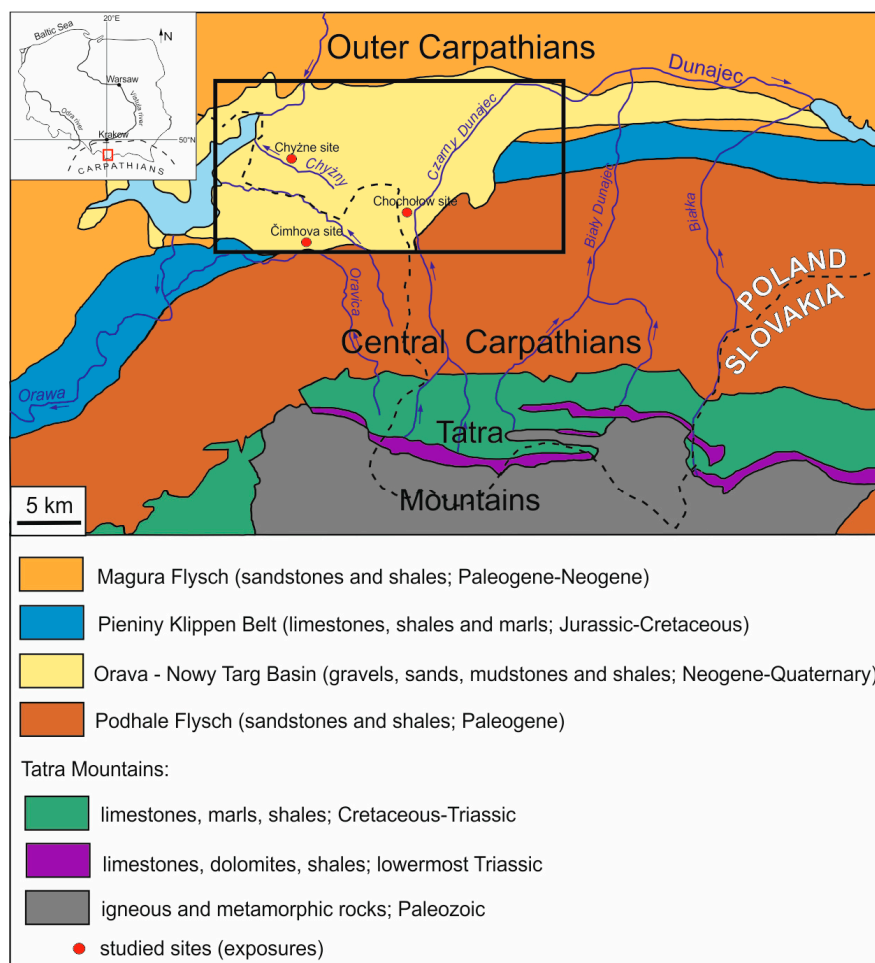 20°E
Baltic Sea
N
Warsaw
Odra river
Vistula river
Krakow
50°N
CARPATHIANS
Outer Carpathians
Dunajec
Chyżne site
Chyżny
Czarny Dunajec
Chochołow site
Čimhova site
Oravica
Biały Dunajec
Białka
POLAND
SLOVAKIA
Central Carpathians
Orawa
Tatra
Mountains
5 km
Magura Flysch (sandstones and shales; Paleogene-Neogene)
Pieniny Klippen Belt (limestones, shales and marls; Jurassic-Cretaceous)
Orava - Nowy Targ Basin (gravels, sands, mudstones and shales; Neogene-Quaternary)
Podhale Flysch (sandstones and shales; Paleogene)
Tatra Mountains:
limestones, marls, shales; Cretaceous-Triassic
limestones, dolomites, shales; lowermost Triassic
igneous and metamorphic rocks; Paleozoic
studied sites (exposures)